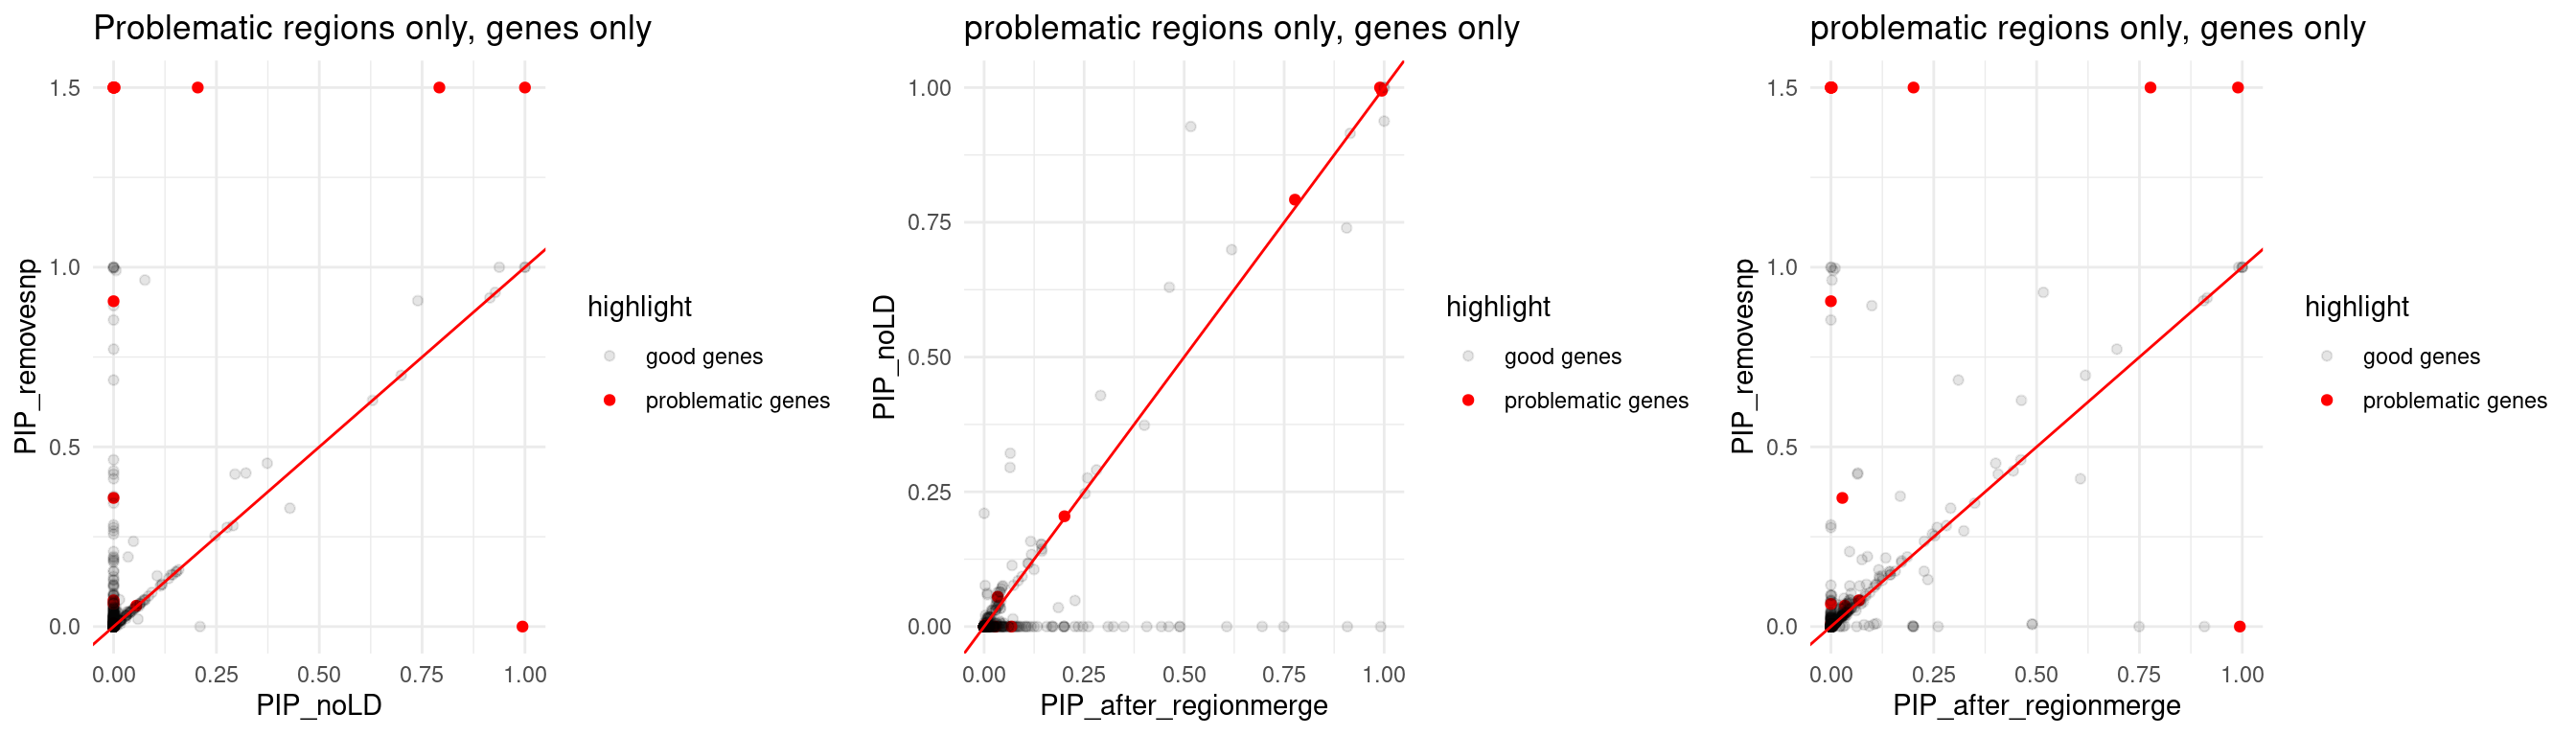 Problematic regions only, genes only
1.5
1.0
0.5
0.0
PIP_removesnp
0.00 0.25 0.50 0.75 1.00
PIP_noLD
highlight
good genes
problematic genes
problematic regions only, genes only
1.00
0.75
0.50
0.25
0.00
PIP_noLD
0.00 0.25 0.50 0.75 1.00
PIP_after_regionmerge
highlight
good genes
problematic genes
problematic regions only, genes only
1.5
1.0
0.5
0.0
PIP_removesnp
0.00 0.25 0.50 0.75 1.00
PIP_after_regionmerge
highlight
good genes
problematic genes